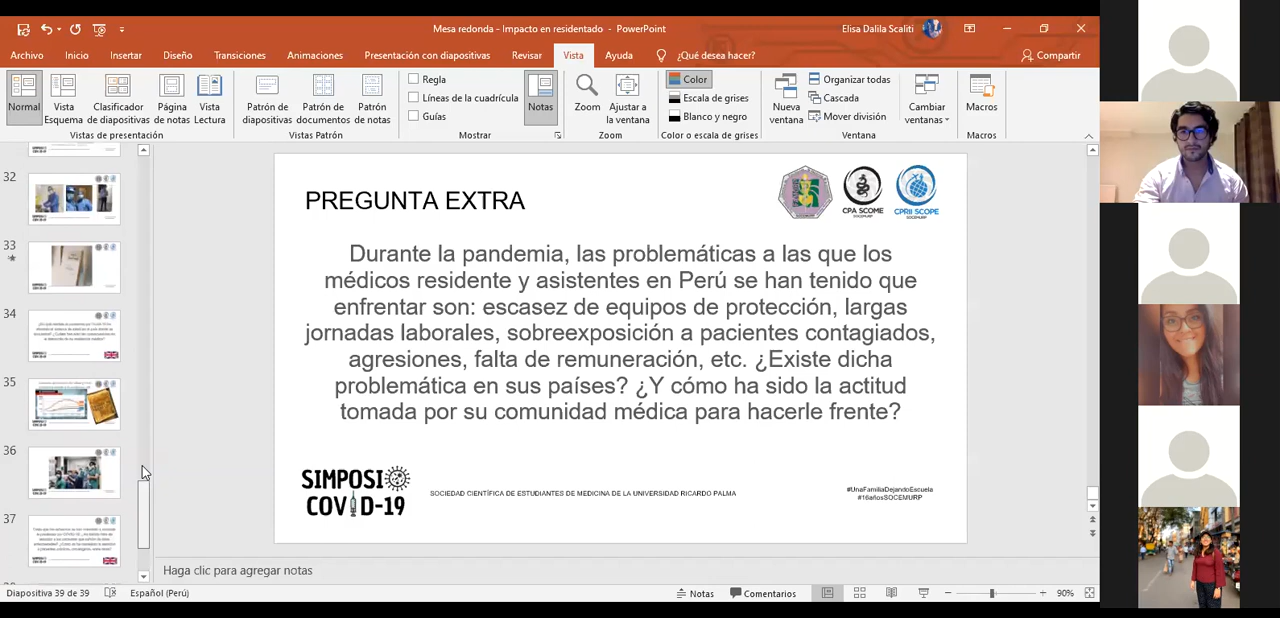 Mesa redonda - Impacto en residentado - PowerPoint
Elisa Dalila Scaliti
Archivo Inicio Insertar Diseño Transiciones Animaciones Presentación con diapositivas Revisar Vista Ayuda ¿Qué desea hacer? Compartir
Normal
Vista Esquema
Clasificador de diapositivas
Página de notas
Vista Lectura
Vistas de presentación
Patrón de diapositivas
Patrón de documentos
Patrón de notas
Vistas Patrón
Regla
Líneas de la cuadrícula
Guías
Mostrar
Notas
Zoom
Ajustar a la ventana
Zoom
Color
Escala de grises
Blanco y negro
Color o escala de grises
Nueva ventana
Organizar todas
Cascada
Mover división
Cambiar ventanas
Ventana
Macros
Macros
32
33
34
35
36
37
PREGUNTA EXTRA
CPA SCOME
SOCEMURP
CPRII SCOPE
SOCEMURP
Durante la pandemia, las problemáticas a las que los
médicos residente y asistentes en Perú se han tenido que
enfrentar son: escasez de equipos de protección, largas
jornadas laborales, sobreexposición a pacientes contagiados,
agresiones, falta de remuneración, etc. ¿Existe dicha
problemática en sus países? ¿Y cómo ha sido la actitud
tomada por su comunidad médica para hacerle frente?
SIMPOSIO
COVID-19
SOCIEDAD CIENTÍFICA DE ESTUDIANTES DE MEDICINA DE LA UNIVERSIDAD RICARDO PALMA
#UnaFamiliaDejandoEscuela
#16añosSOCEMURP
Haga clic para agregar notas
Diapositiva 39 de 39 Español (Perú) Notas Comentarios 90%